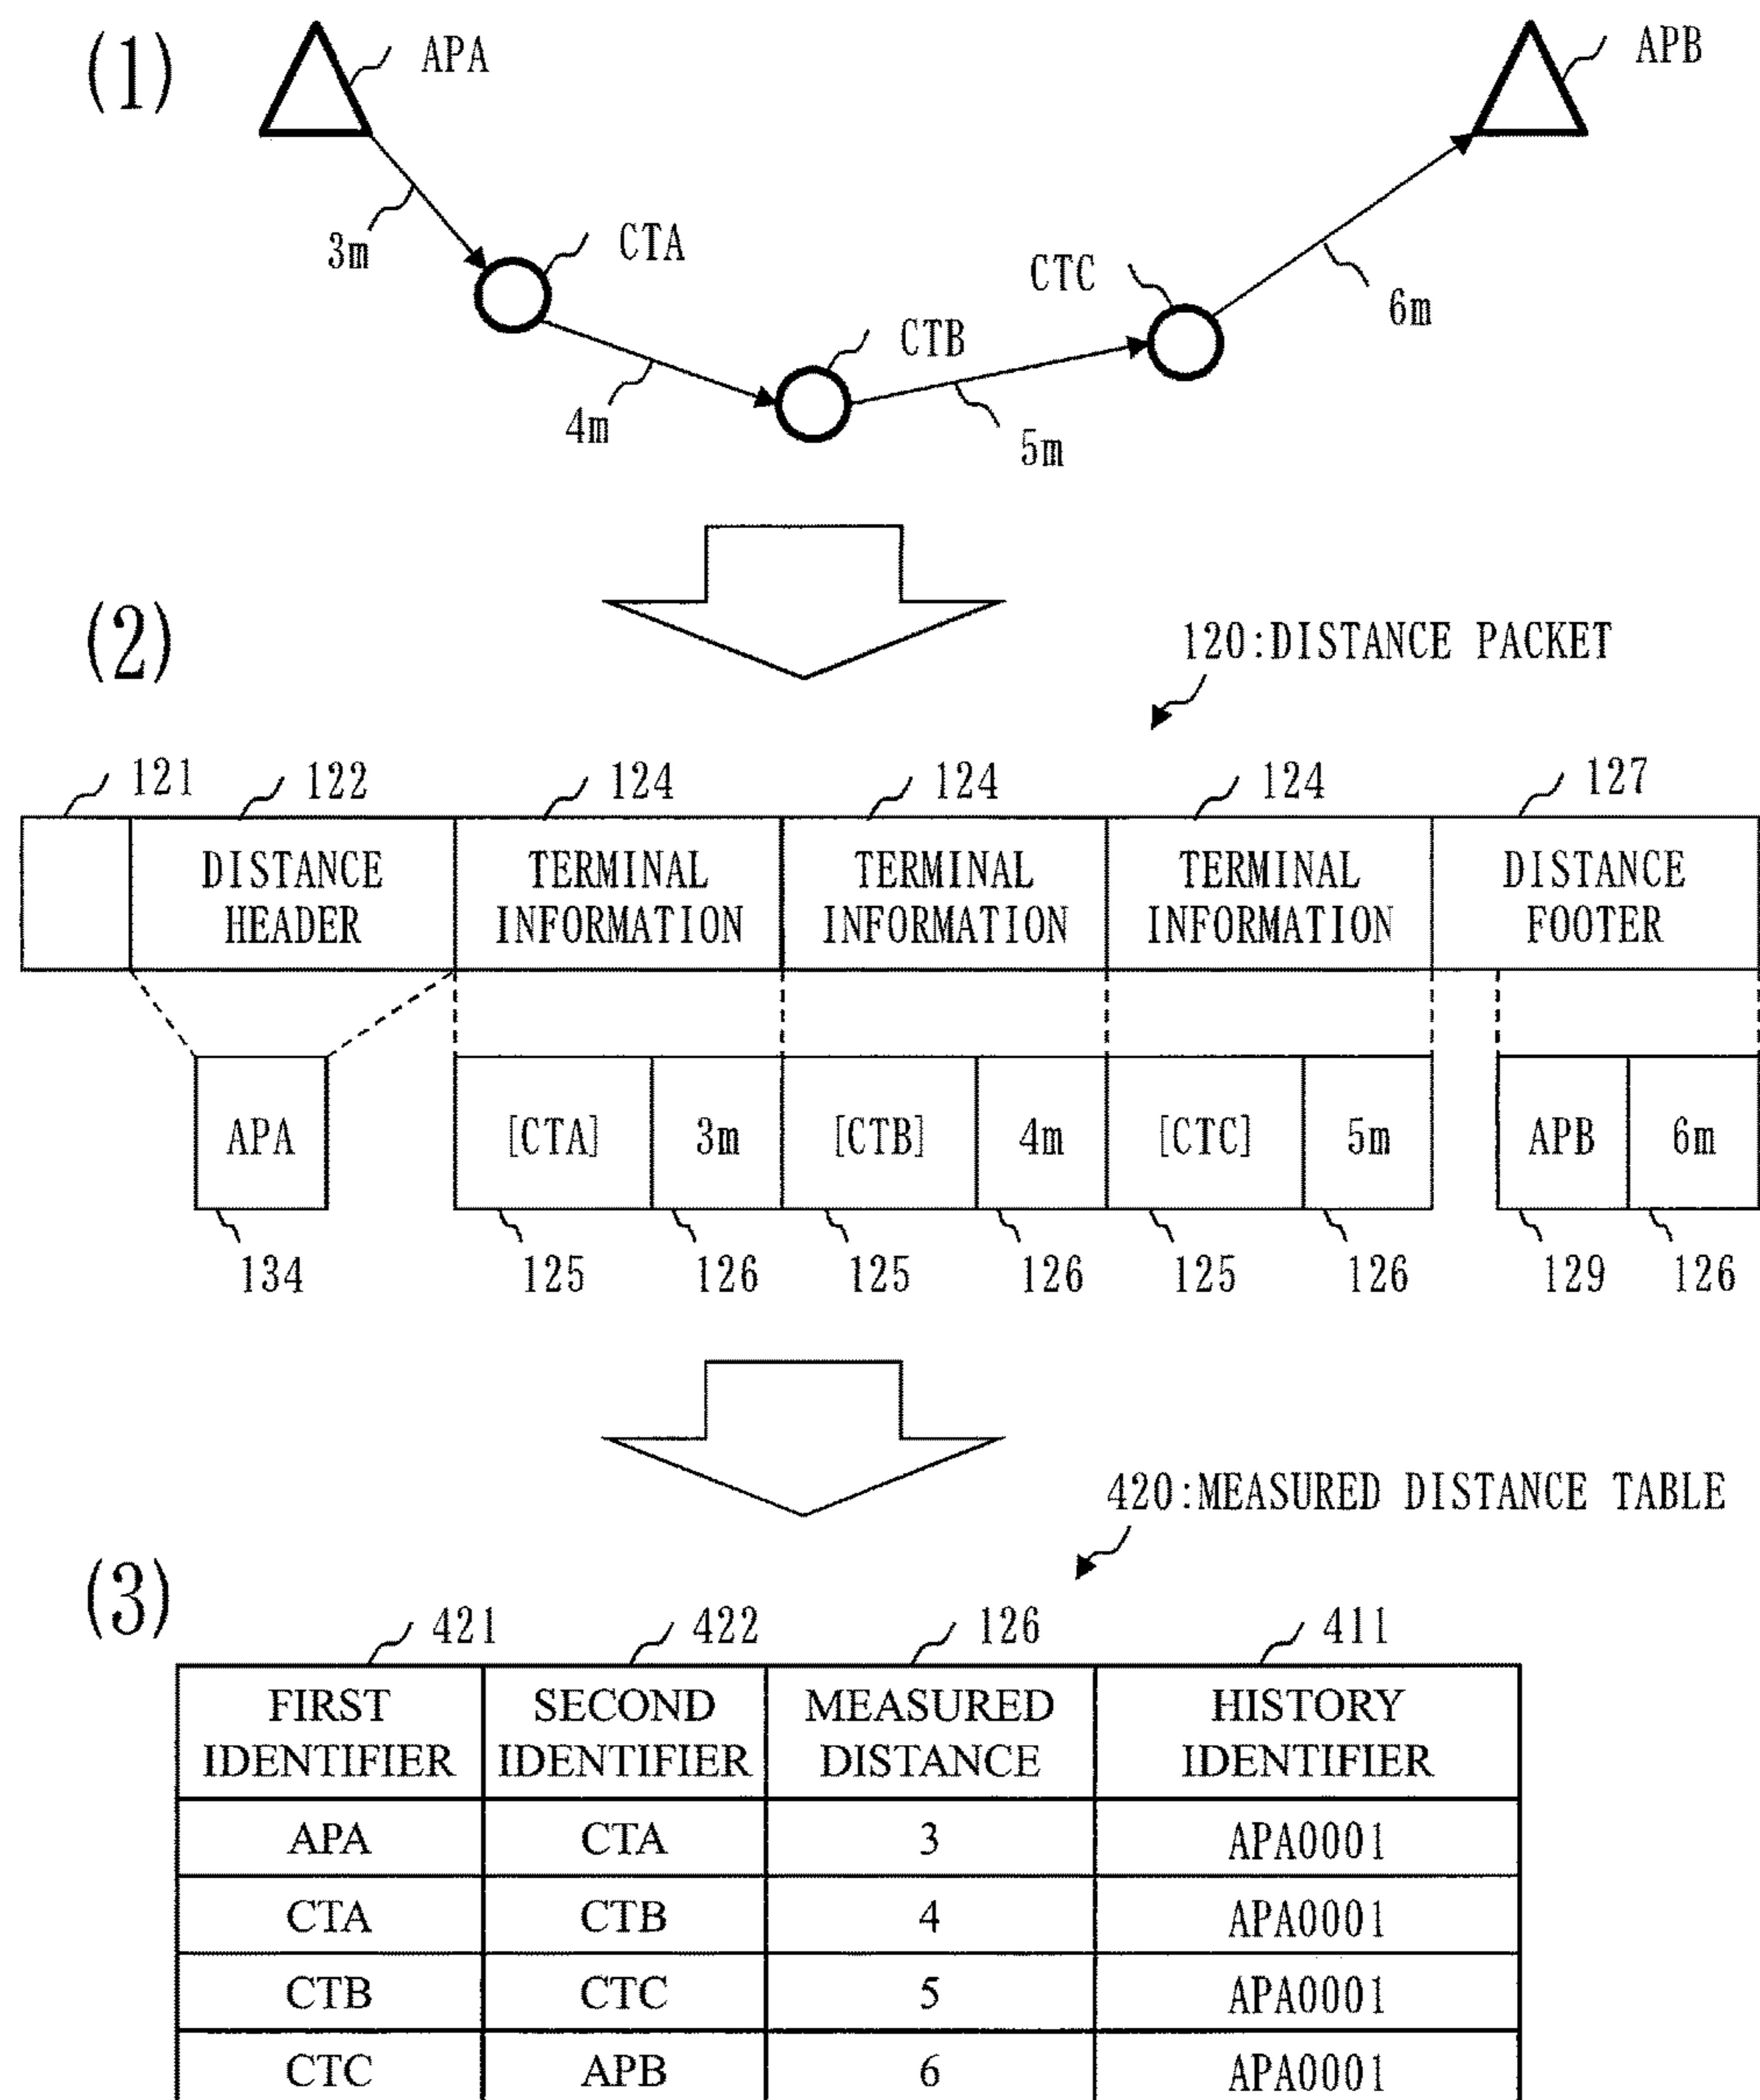 (1)
APA
APB
3m
CTA
CTC
6m
CTB
4m
5m
(2)
120:DISTANCE PACKET
121 122 124 124 124 127
DISTANCE HEADER TERMINAL INFORMATION TERMINAL INFORMATION TERMINAL INFORMATION DISTANCE FOOTER
APA [CTA] 3m [CTB] 4m [CTC] 5m APB 6m
134 125 126 125 126 125 126 129 126
420:MEASURED DISTANCE TABLE
(3)
421 422 126 411
FIRST IDENTIFIER SECOND IDENTIFIER MEASURED DISTANCE HISTORY IDENTIFIER
APA CTA 3 APA0001
CTA CTB 4 APA0001
CTB CTC 5 APA0001
CTC APB 6 APA0001